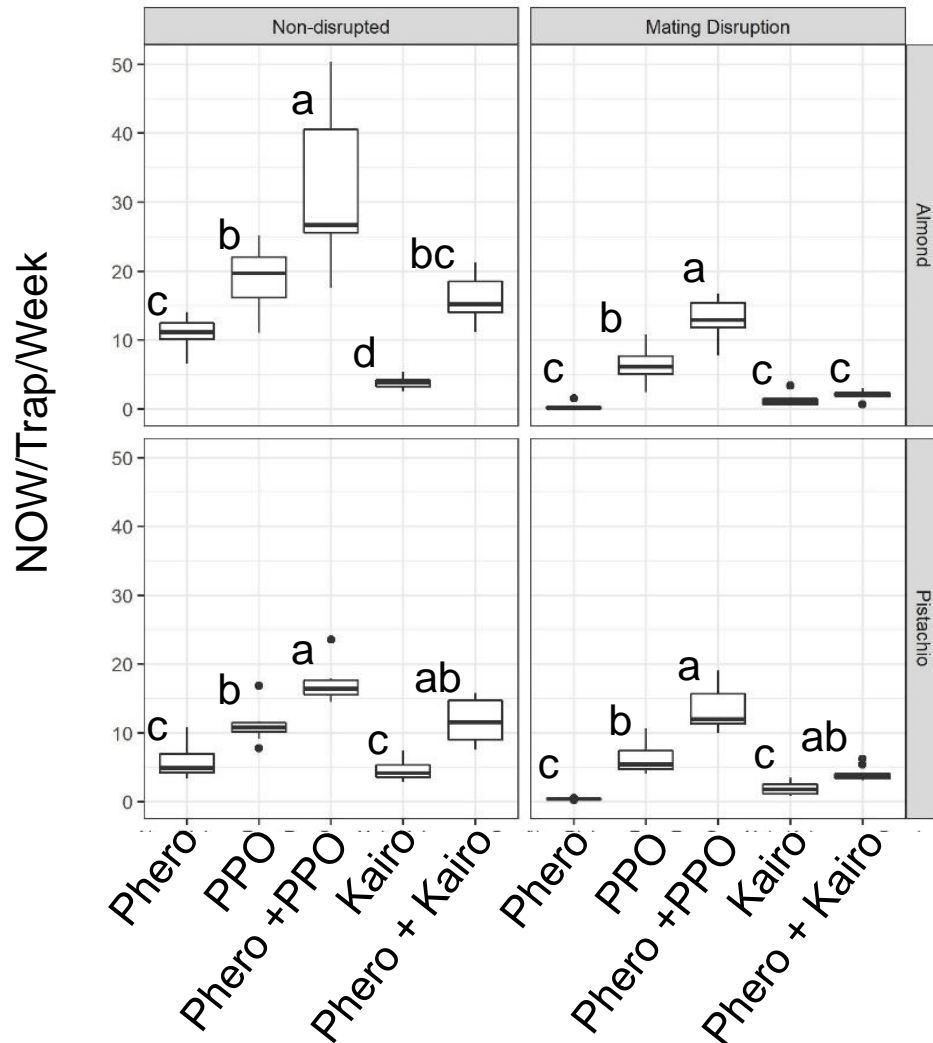 Non-disrupted
Mating Disruption
NOW/Trap/Week
50
40
30
20
10
0
a
b
c
bc
d
a
b
c
c
c
Almond
50
40
30
20
10
0
a
b
c
ab
c
a
b
c
ab
c
Pistachio
Phero
PPO
Phero +PPO
Kairo
Phero + Kairo
Phero
PPO
Phero +PPO
Kairo
Phero + Kairo